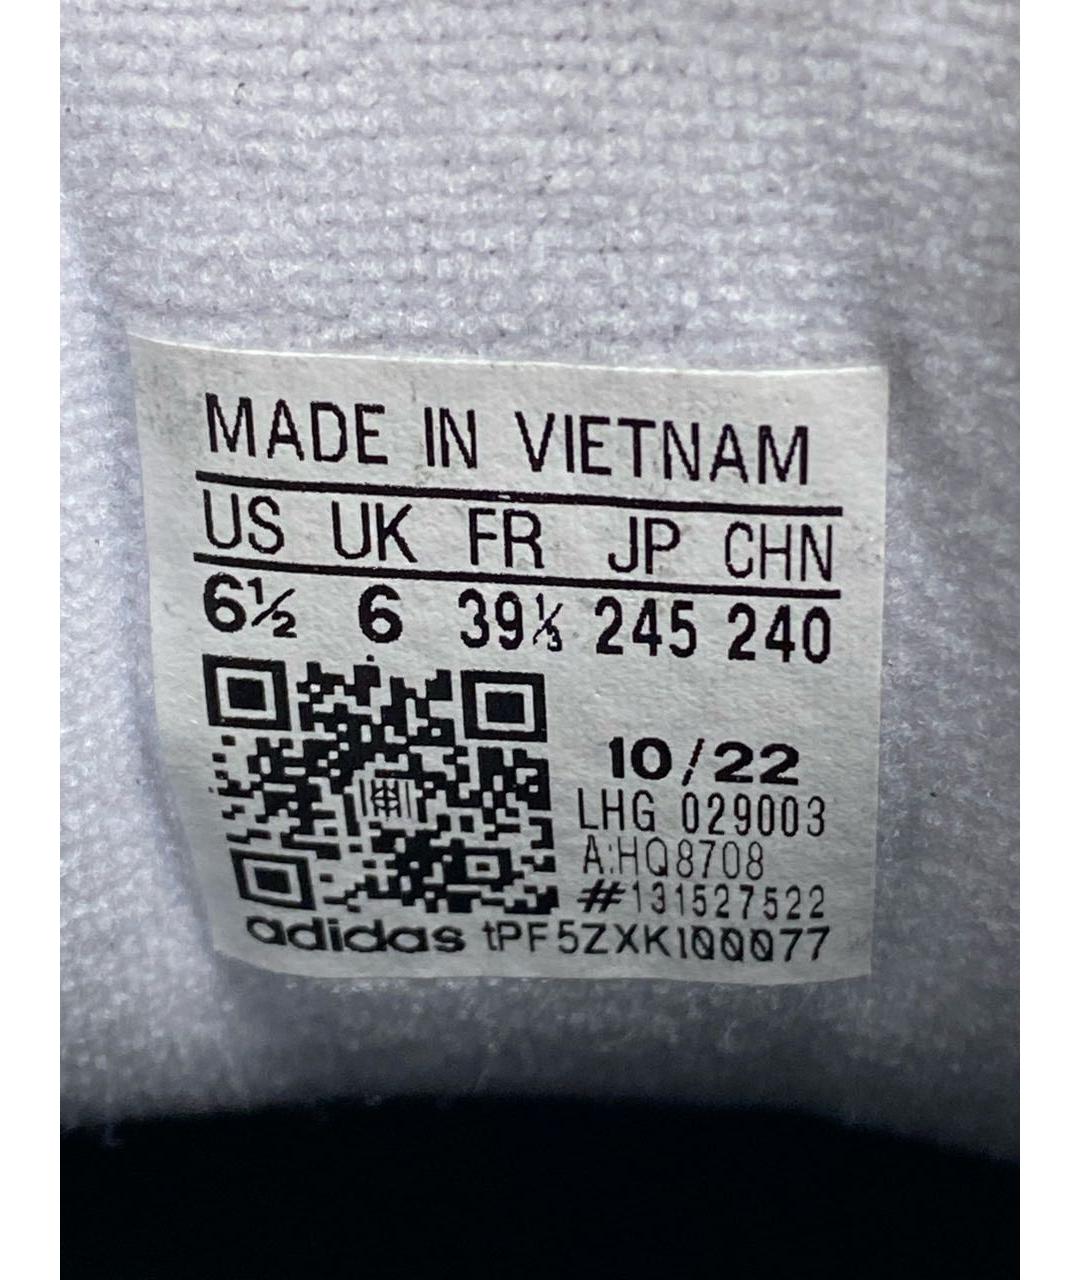 MADE IN VIETNAM
US UK FR JP CHN
6½ 6 39⅓ 245 240
10/22
LHG 029003
A:HQ8708
#131527522
adidas tPF5ZXK100077